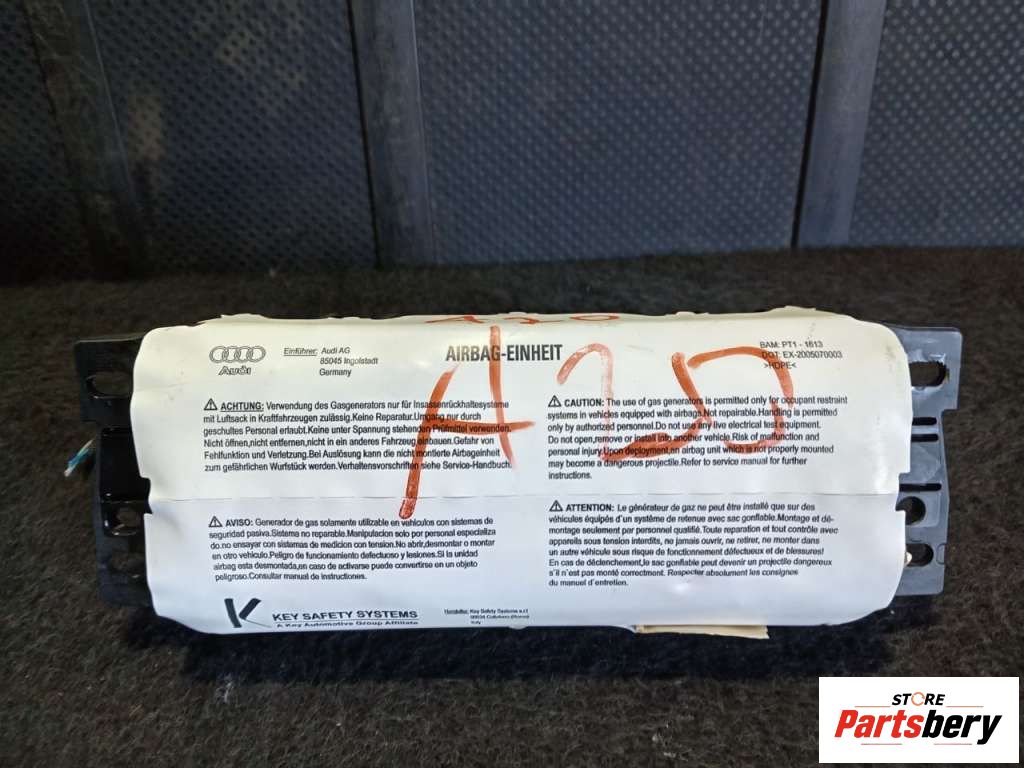 A20
Audi
Einführer: Audi AG
85045 Ingolstadt
Germany
AIRBAG-EINHEIT
BAM: PT1 - 1613
DOT: EX-2005070003
>HDPE<
A20
ACHTUNG: Verwendung des Gasgenerators nur für Insassenrückhaltesysteme
mit Luftsack in Kraftfahrzeugen zulässig.Keine Reparatur.Umgang nur durch
geschultes Personal erlaubt.Keine unter Spannung stehenden Prüfmittel verwenden.
Nicht öffnen,nicht entfernen,nicht in ein anderes Fahrzeug einbauen.Gefahr von
Fehlfunktion und Verletzung.Bei Auslösung kann die nicht montierte Airbageinheit
zum gefährlichen Wurfstück werden.Verhaltensvorschriften siehe Service-Handbuch.
CAUTION: The use of gas generators is permitted only for occupant restraint
systems in vehicles equipped with airbags.Not repairable.Handling is permitted
only by authorized personnel.Do not use any live electrical test equipment.
Do not open,remove or install into another vehicle.Risk of malfunction and
personal injury.Upon deployment,an airbag unit which is not properly mounted
may become a dangerous projectile.Refer to service manual for further
instructions.
AVISO: Generador de gas solamente utilizable en vehiculos con sistemas de
seguridad pasiva.Sistema no reparable.Manipulacion solo por personal especializa
do.no ensayar con sistemas de medicion con tension.No abrir,desmontar o montar
en otro vehiculo.Peligro de funcionamiento defectuoso y lesiones.Si la unidad
airbag esta desmontada,en caso de activarse puede convertirse en un objeto
peligroso.Consultar manual de instrucciones.
ATTENTION: Le générateur de gaz ne peut être installé que sur des
véhicules équipés d'un système de retenue avec sac gonflable.Montage et dé-
montage seulement par personnel qualifié.Toute reparation et tout contrôle avec
appareils sous tension interdits, ne jamais ouvrir, ne retirer, ne monter dans
un autre véhicule sous risque de fonctionnement défectueux et de blessures!
En cas de déclenchement,le sac gonflable peut devenir un projectile dangereux
s'il n'est pas monté correctment. Respecter absolument les consignes
du manuel d'entretien.
K KEY SAFETY SYSTEMS
A Key Automotive Group Affiliate
Hersteller: Key Safety Systems s.r.l
Italy
STORE
Partsbery